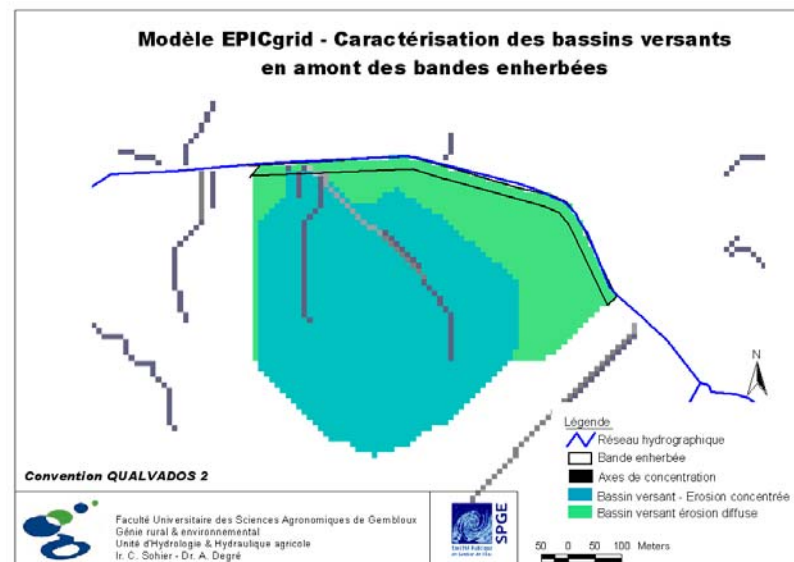 Modèle EPICgrid - Caractérisation des bassins versants
en amont des bandes enherbées
N
Légende
Réseau hydrographique
Bande enherbée
Axes de concentration
Bassin versant - Erosion concentrée
Bassin versant érosion diffuse
50 0 50 100 Meters
Convention QUALVADOS 2
Faculté Universitaire des Sciences Agronomiques de Gembloux
Génie rural & environnemental
Unité d'Hydrologie & Hydraulique agricole
Ir. C. Sohier - Dr. A. Degré
SPGE